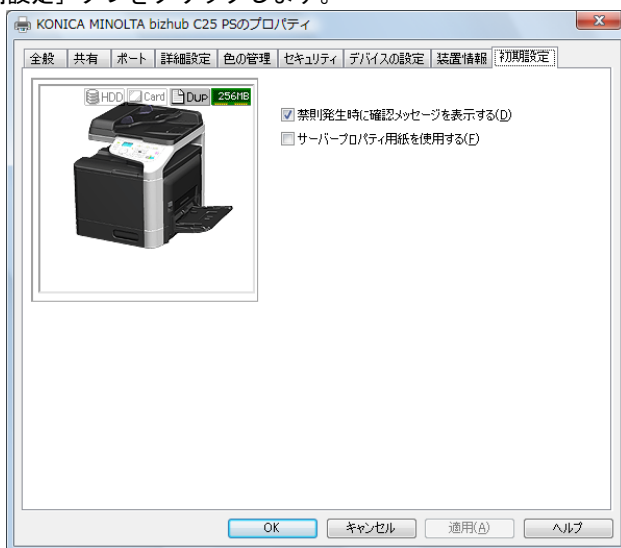 設定」タブをクリックします。
KONICA MINOLTA bizhub C25 PSのプロパティ
全般 共有 ポート 詳細設定 色の管理 セキュリティ デバイスの設定 装置情報 初期設定
HDD Card Dup 256MB
禁則発生時に確認メッセージを表示する(D)
サーバープロパティ用紙を使用する(F)
OK キャンセル 適用(A) ヘルプ